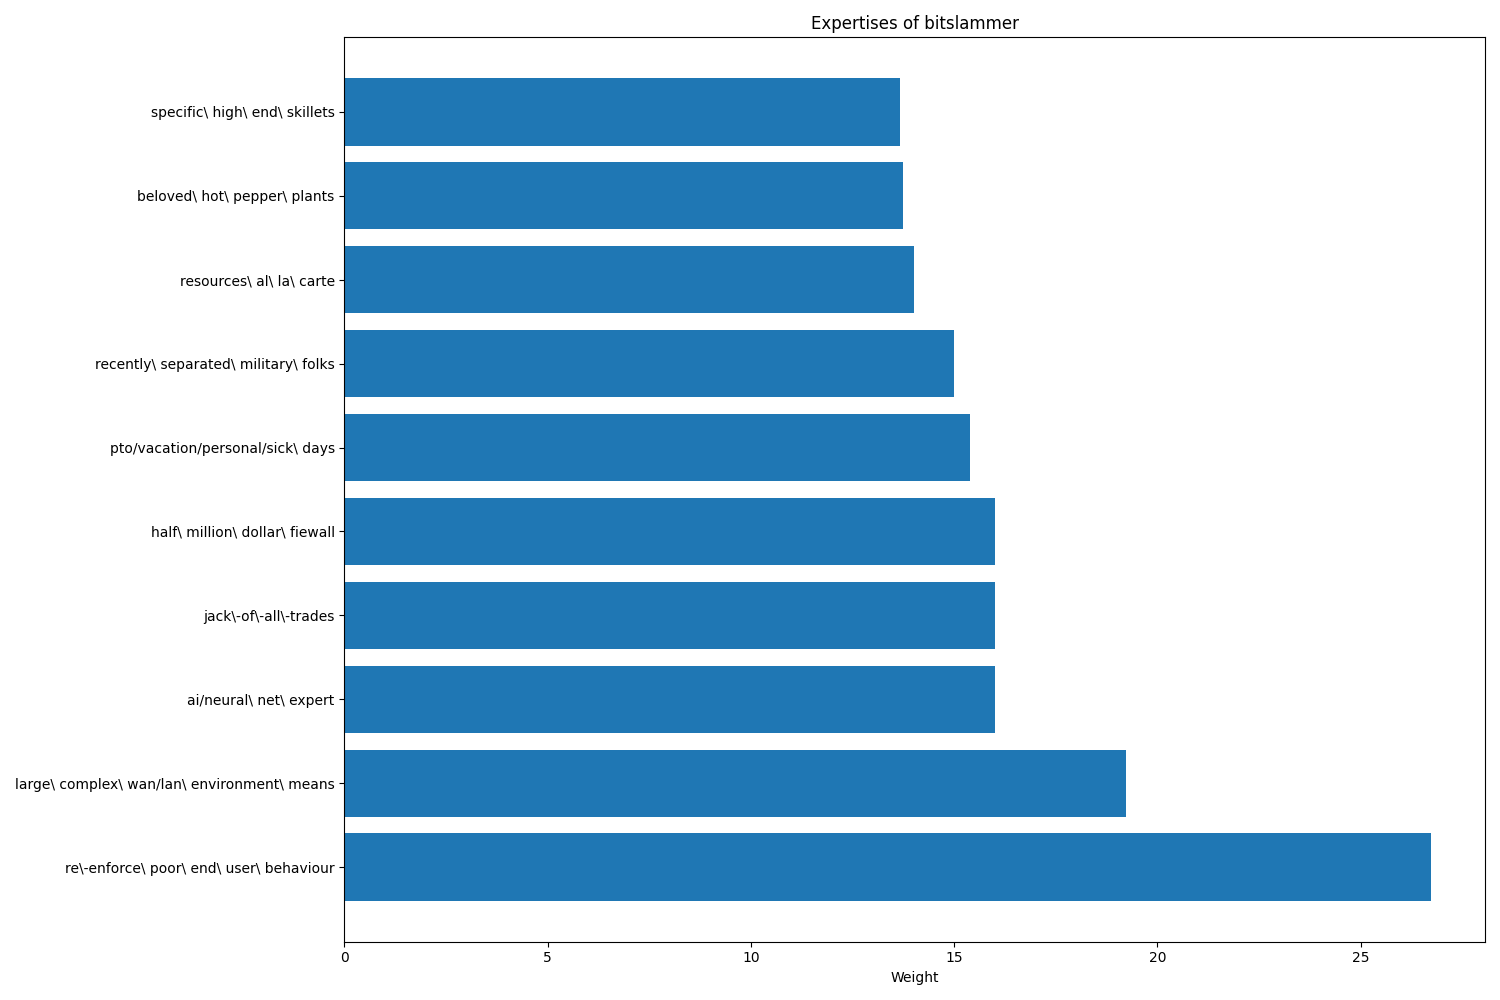 Expertises of bitslammer
specific\ high\ end\ skillets
beloved\ hot\ pepper\ plants
resources\ al\ la\ carte
recently\ separated\ military\ folks
pto/vacation/personal/sick\ days
half\ million\ dollar\ fiewall
jack\-of\-all\-trades
ai/neural\ net\ expert
large\ complex\ wan/lan\ environment\ means
re\-enforce\ poor\ end\ user\ behaviour
0 5 10 15 20 25
Weight